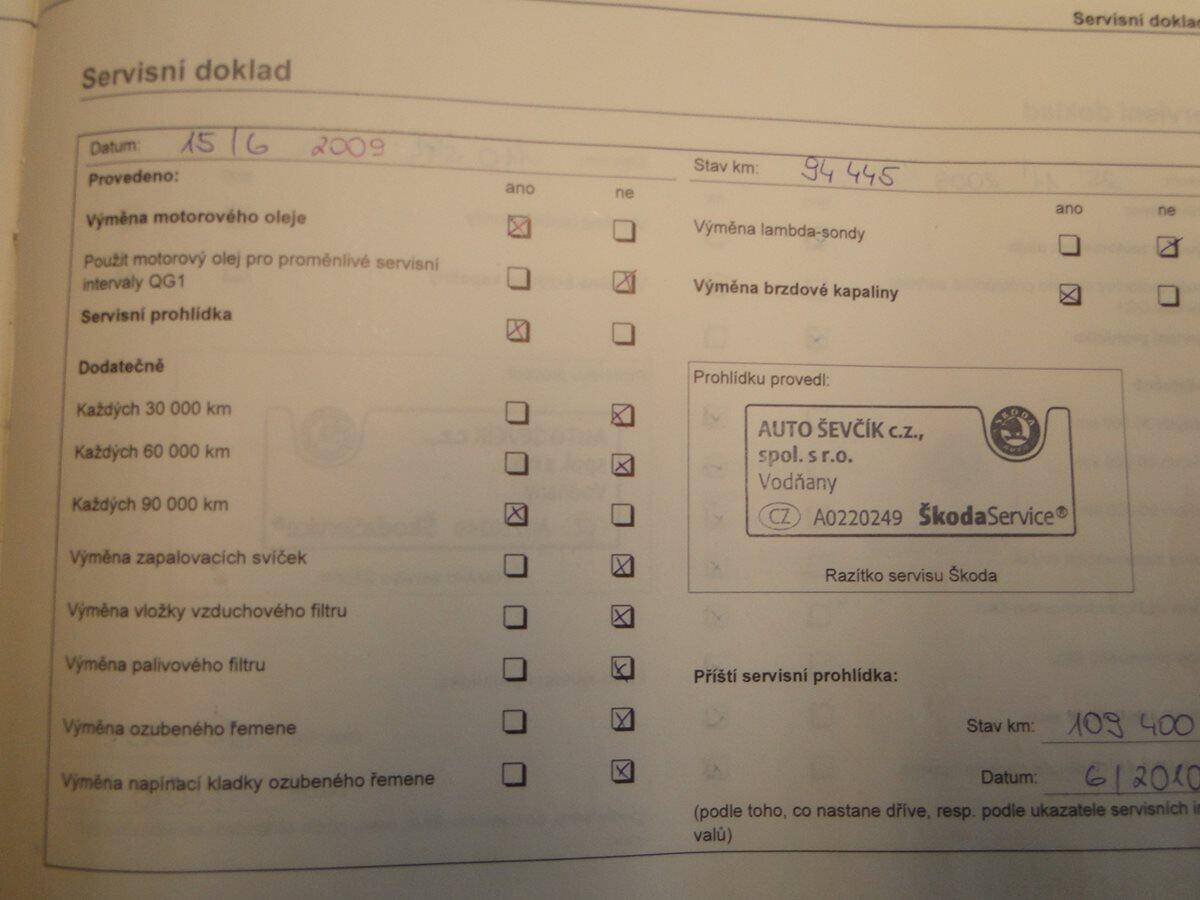 Servisní doklad
Servisní doklad
Datum: 15/6 2009
Provedeno:
ano ne
Výměna motorového oleje
Použit motorový olej pro proměnlivé servisní
intervaly QG1
Servisní prohlídka
Dodatečně
Každých 30 000 km
Každých 60 000 km
Každých 90 000 km
Výměna zapalovacích svíček
Výměna vložky vzduchového filtru
Výměna palivového filtru
Výměna ozubeného řemene
Výměna napínací kladky ozubeného řemene
Stav km: 94 445
ano ne
Výměna lambda-sondy
Výměna brzdové kapaliny
Prohlídku provedl:
AUTO ŠEVČÍK c.z.,
spol. s r.o.
Vodňany
CZ A0220249 ŠkodaService®
ŠKODA
AUTO
Razítko servisu Škoda
Příští servisní prohlídka:
Stav km: 109 400
Datum: 6/2010
(podle toho, co nastane dříve, resp. podle ukazatele servisních in
valů)